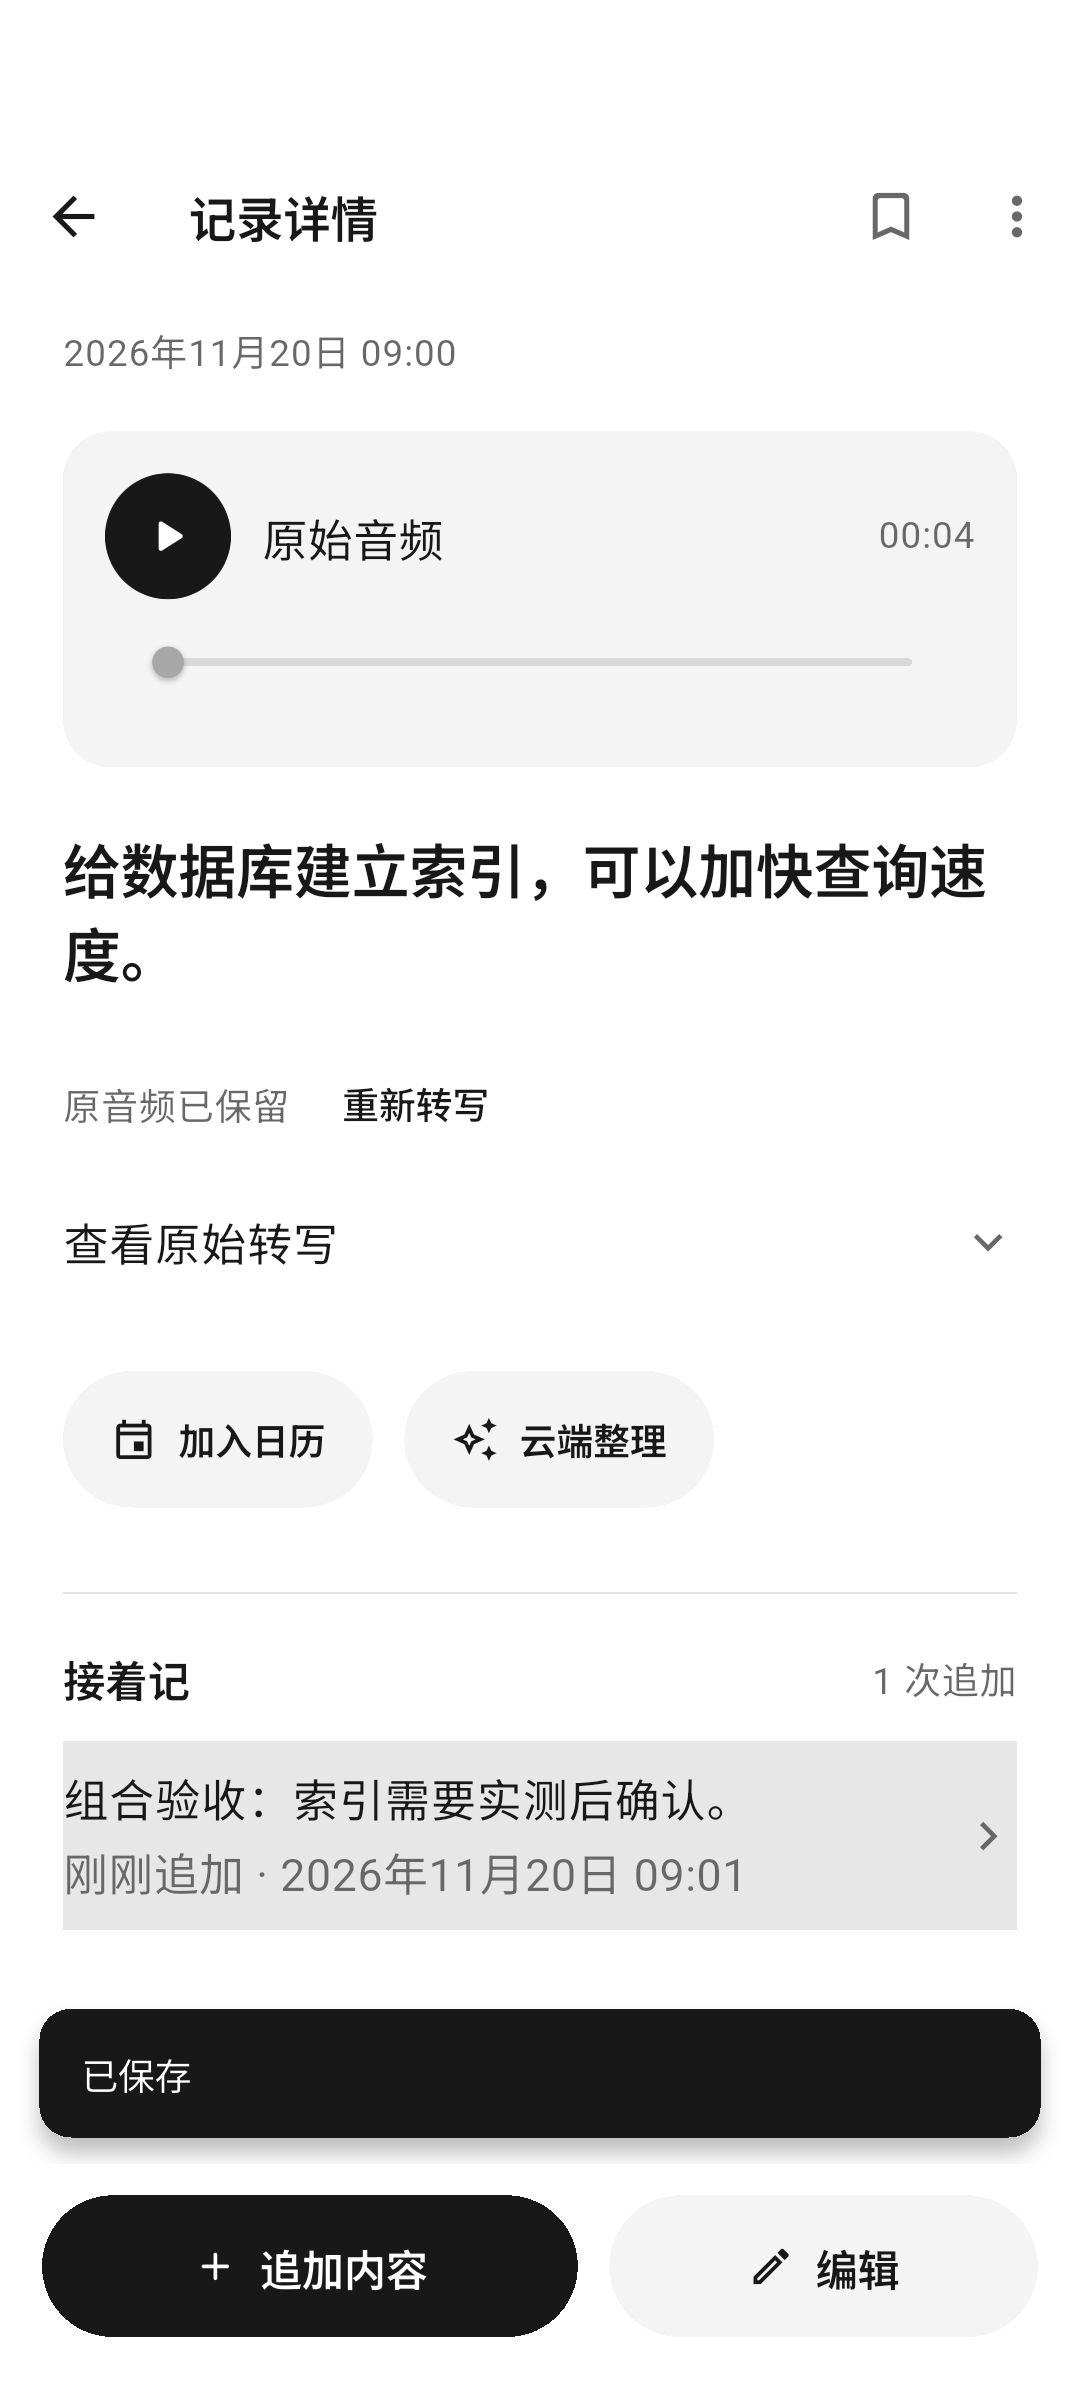 记录详情
2026年11月20日 09:00
原始音频
00:04
给数据库建立索引，可以加快查询速
度。
原音频已保留 重新转写
查看原始转写
加入日历 云端整理
接着记 1 次追加
组合验收：索引需要实测后确认。
刚刚追加 · 2026年11月20日 09:01
已保存
追加内容 编辑